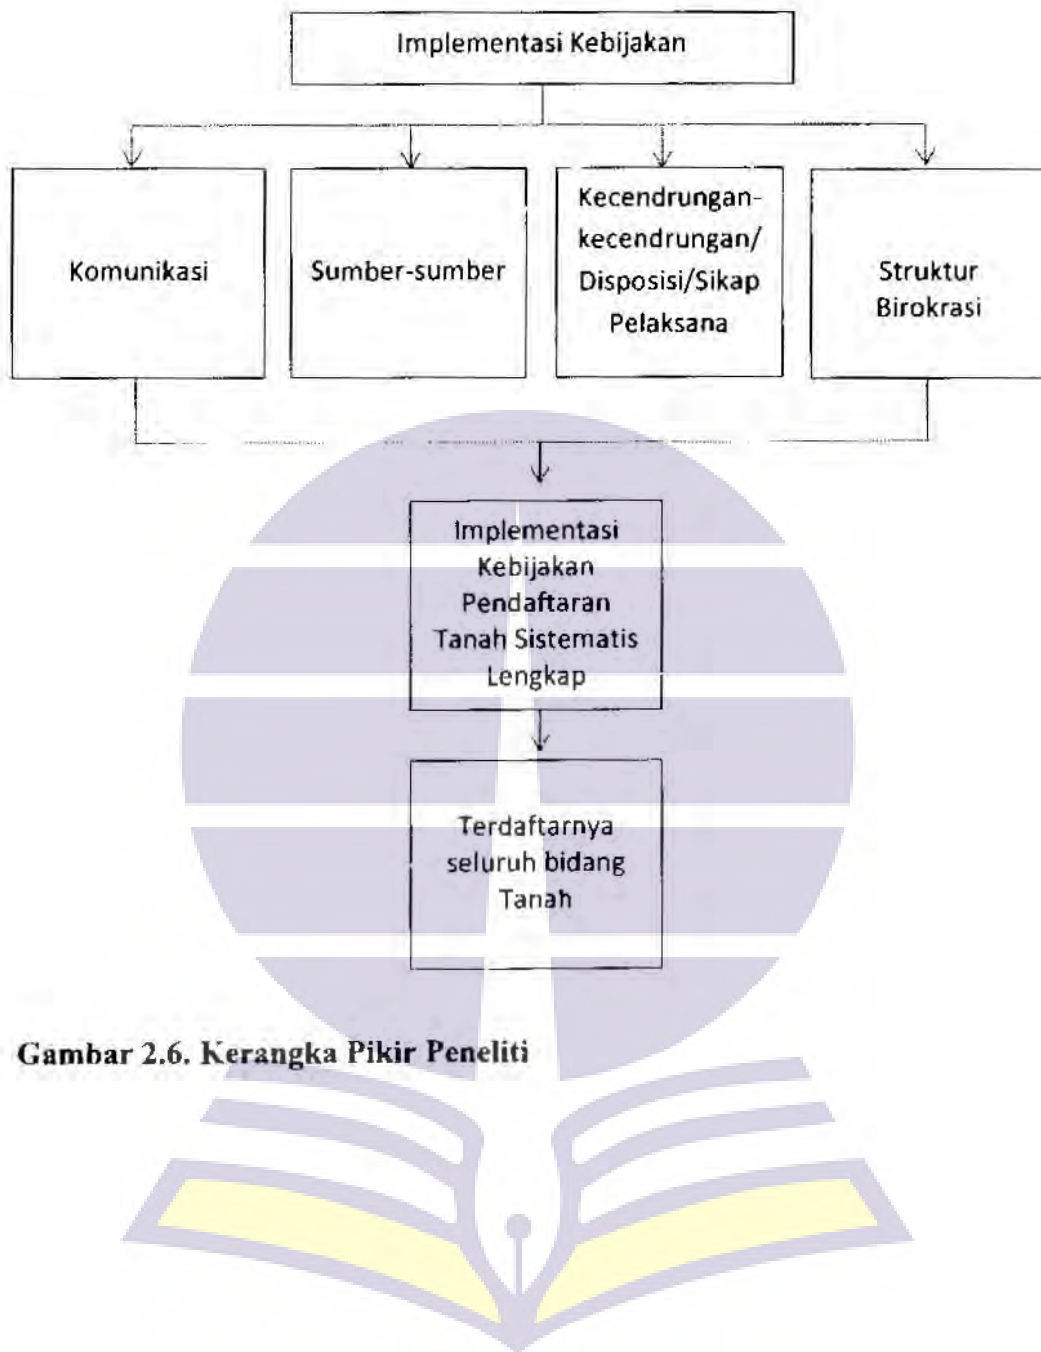 Implementasi Kebijakan
Komunikasi
Sumber-sumber
Kecendrungan-
kecendrungan/
Disposisi/Sikap
Pelaksana
Struktur
Birokrasi
Implementasi
Kebijakan
Pendaftaran
Tanah Sistematis
Lengkap
Terdaftarnya
seluruh bidang
Tanah
Gambar 2.6. Kerangka Pikir Peneliti